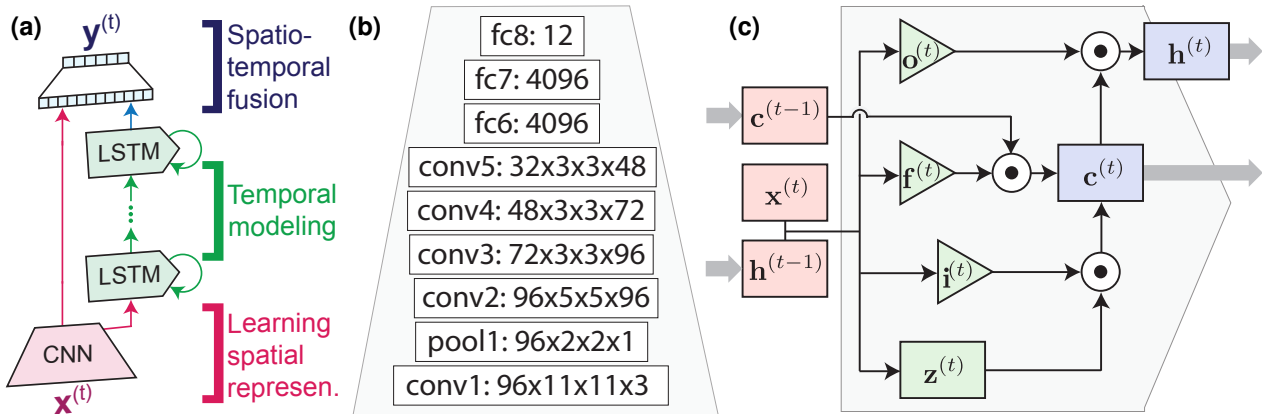 (a)
y(t)
Spatio-
temporal
fusion
LSTM
Temporal
modeling
LSTM
Learning
spatial
represen.
CNN
x(t)
(b)
fc8: 12
fc7: 4096
fc6: 4096
conv5: 32x3x3x48
conv4: 48x3x3x72
conv3: 72x3x3x96
conv2: 96x5x5x96
pool1: 96x2x2x1
conv1: 96x11x11x3
(c)
o(t)
h(t)
c(t−1)
f(t)
c(t)
x(t)
h(t−1)
i(t)
z(t)